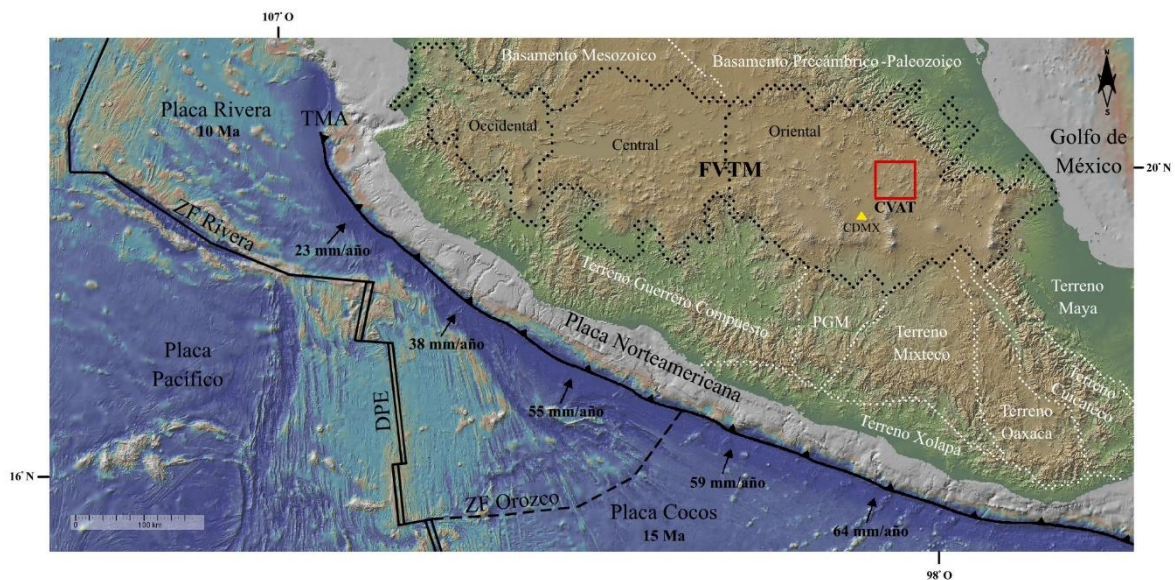 107° O
Basamento Mesozoico
Basamento Precámbrico-Paleozoico
N
S
Placa Rivera
10 Ma
TMA
Occidental
Central
Oriental
FVTM
Golfo de
México
20° N
CVAT
CDMX
ZF Rivera
23 mm/año
Terreno Guerrero Compuesto
PGM
Terreno
Mixteco
Terreno
Maya
38 mm/año
Placa Norteamericana
Placa
Pacífico
DPE
55 mm/año
Terreno
Cuicateco
Terreno
Oaxaca
Terreno Xolapa
16° N
ZF Orozco
59 mm/año
Placa Cocos
15 Ma
64 mm/año
0
100 km
98° O